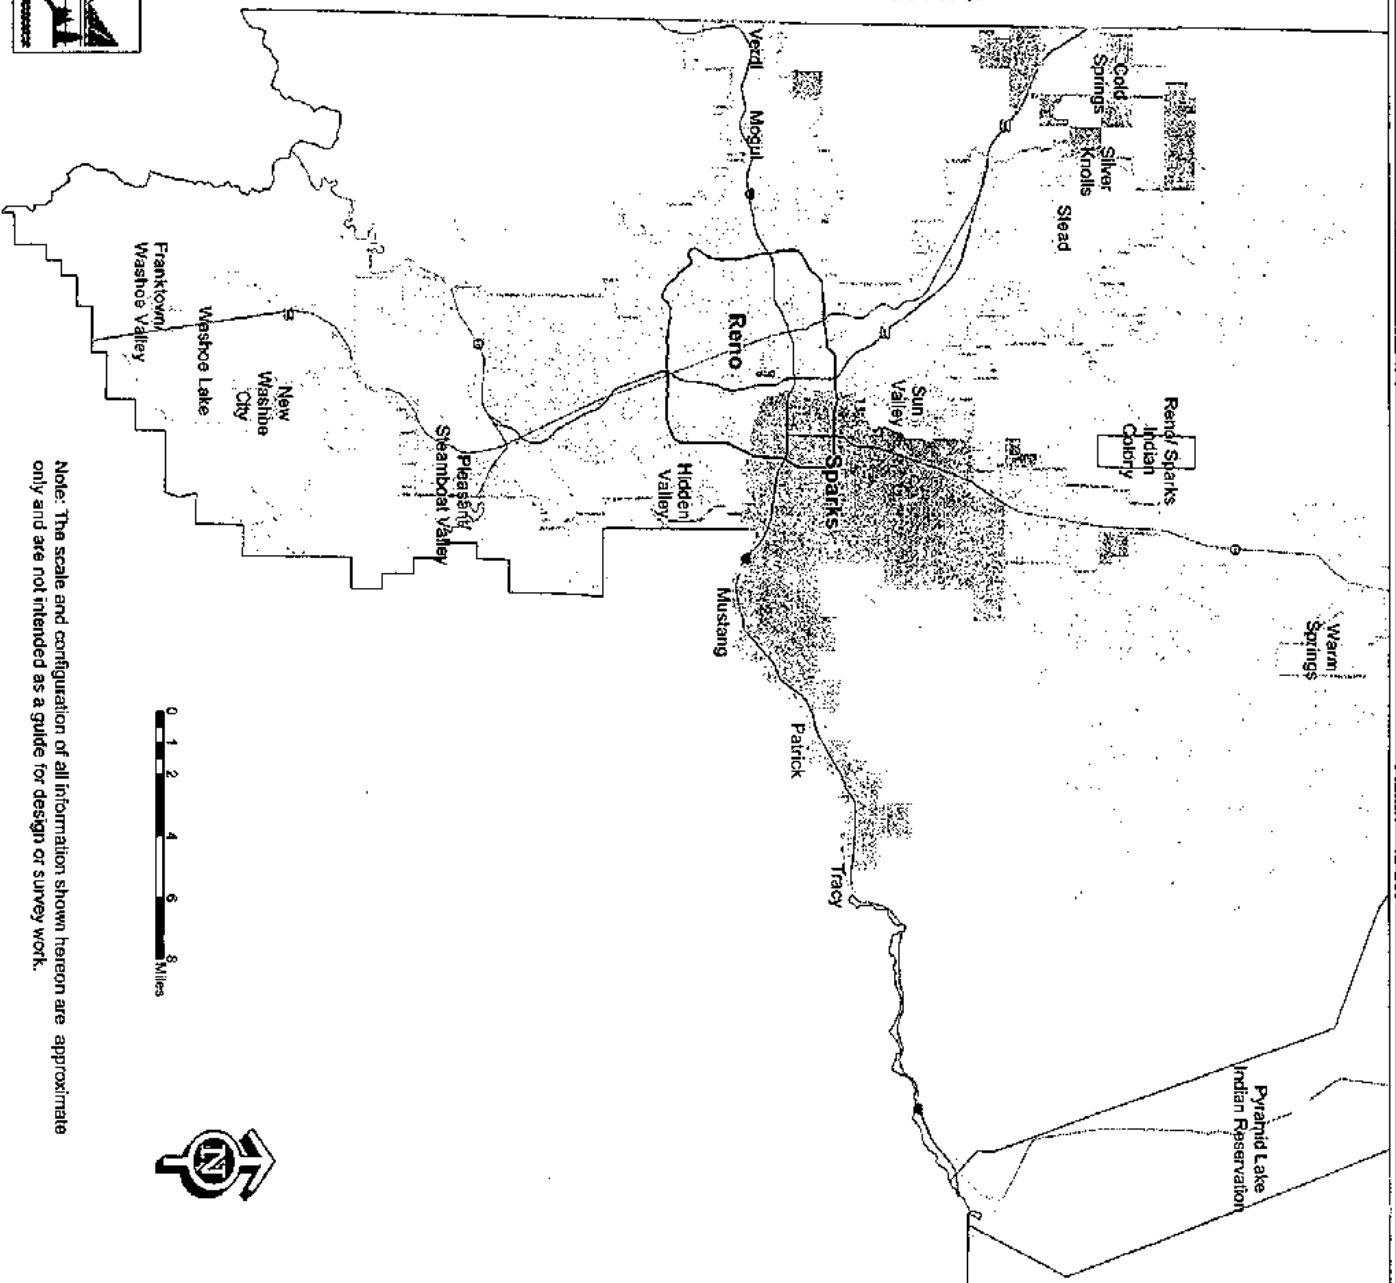 Cold
Springs
Silver
Knolls
Stead
Reno/ Sparks
Indian
Colony
Warm
Springs
Pyramid Lake
Indian Reservation
Sun
Valley
Verdi
Mogul
Reno
Sparks
Hidden
Valley
Mustang
Patrick
Tracy
Pleasant/
Steamboat Valley
New
Washoe
City
Washoe Lake
Franktown/
Washoe Valley
0 1 2 4 6 8
Miles
N
Note: The scale and configuration of all information shown hereon are approximate
only and are not intended as a guide for design or survey work.